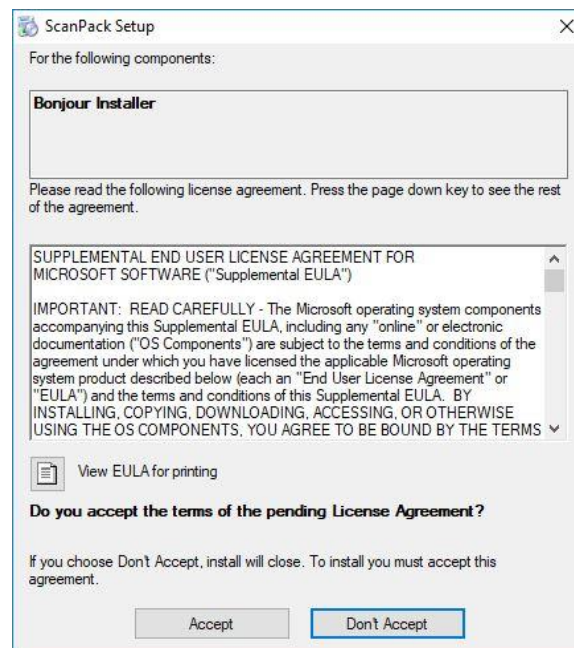 ScanPack Setup
For the following components:
Bonjour Installer
Please read the following license agreement. Press the page down key to see the rest
of the agreement.
SUPPLEMENTAL END USER LICENSE AGREEMENT FOR
MICROSOFT SOFTWARE ("Supplemental EULA")
IMPORTANT: READ CAREFULLY - The Microsoft operating system components
accompanying this Supplemental EULA, including any "online" or electronic
documentation ("OS Components") are subject to the terms and conditions of the
agreement under which you have licensed the applicable Microsoft operating
system product described below (each an "End User License Agreement" or
"EULA") and the terms and conditions of this Supplemental EULA. BY
INSTALLING, COPYING, DOWNLOADING, ACCESSING, OR OTHERWISE
USING THE OS COMPONENTS, YOU AGREE TO BE BOUND BY THE TERMS
View EULA for printing
Do you accept the terms of the pending License Agreement?
If you choose Don't Accept, install will close. To install you must accept this
agreement.
Accept
Don't Accept